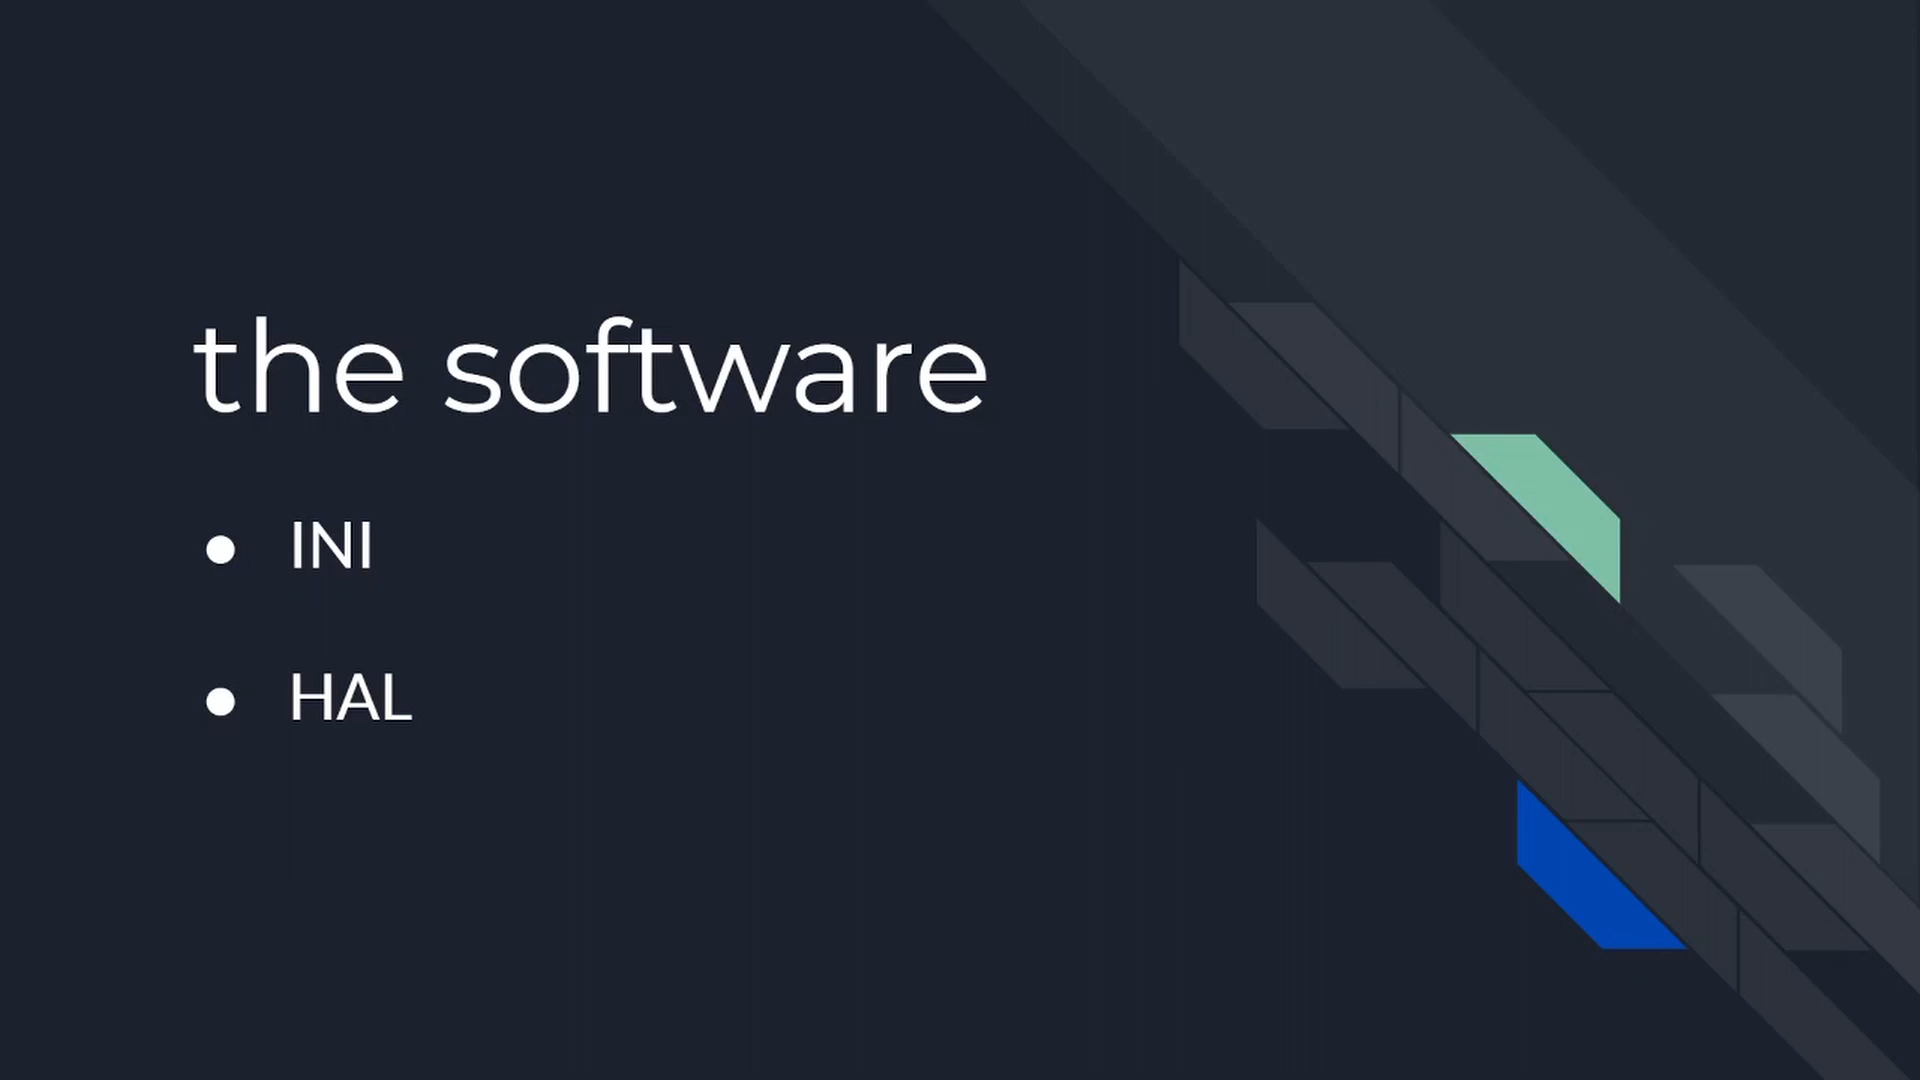 the software
● INI
● HAL